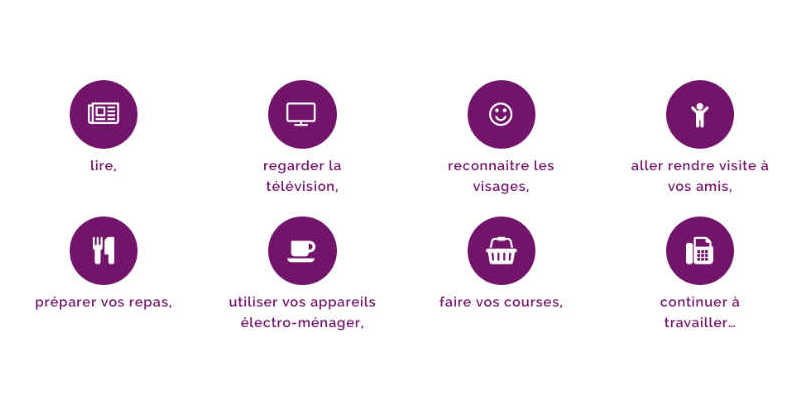 lire,
regarder la
télévision,
reconnaitre les
visages,
aller rendre visite à
vos amis,
préparer vos repas,
utiliser vos appareils
électro-ménager,
faire vos courses,
continuer à
travailler...